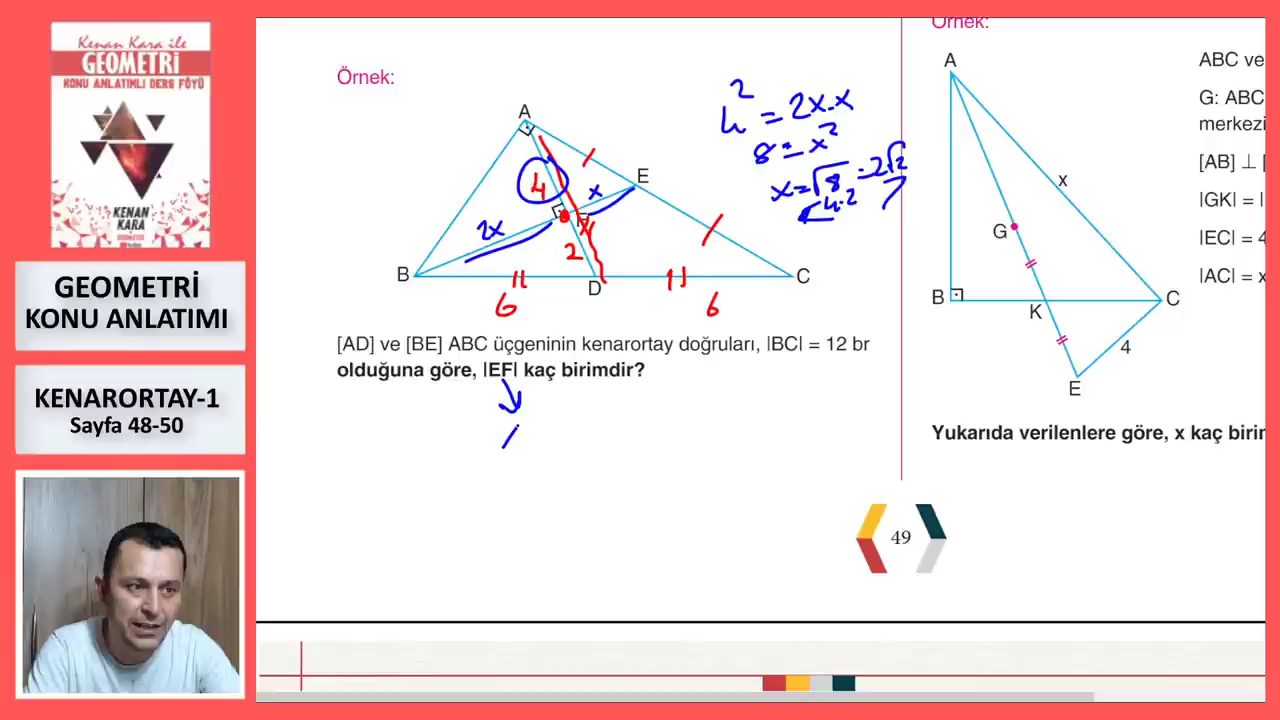 Kenan Kara ile
GEOMETRİ
KONU ANLATIMLI DERS FÖYÜ
KENAN
KARA
GEOMETRİ
KONU ANLATIMI
KENARORTAY-1
Sayfa 48-50
Örnek:
A
E
B
D
C
4
x
2x
2
6
6
4² = 2x·x
8 = x²
x = √8 = 2√2
4·2
[AD] ve [BE] ABC üçgeninin kenarortay doğruları, |BC| = 12 br
olduğuna göre, |EF| kaç birimdir?
Örnek:
A
x
G
B
K
C
4
E
ABC ve
G: ABC
merkezi
[AB] ⊥ [
|GK| = |
|EC| = 4
|AC| = x
Yukarıda verilenlere göre, x kaç birim
49